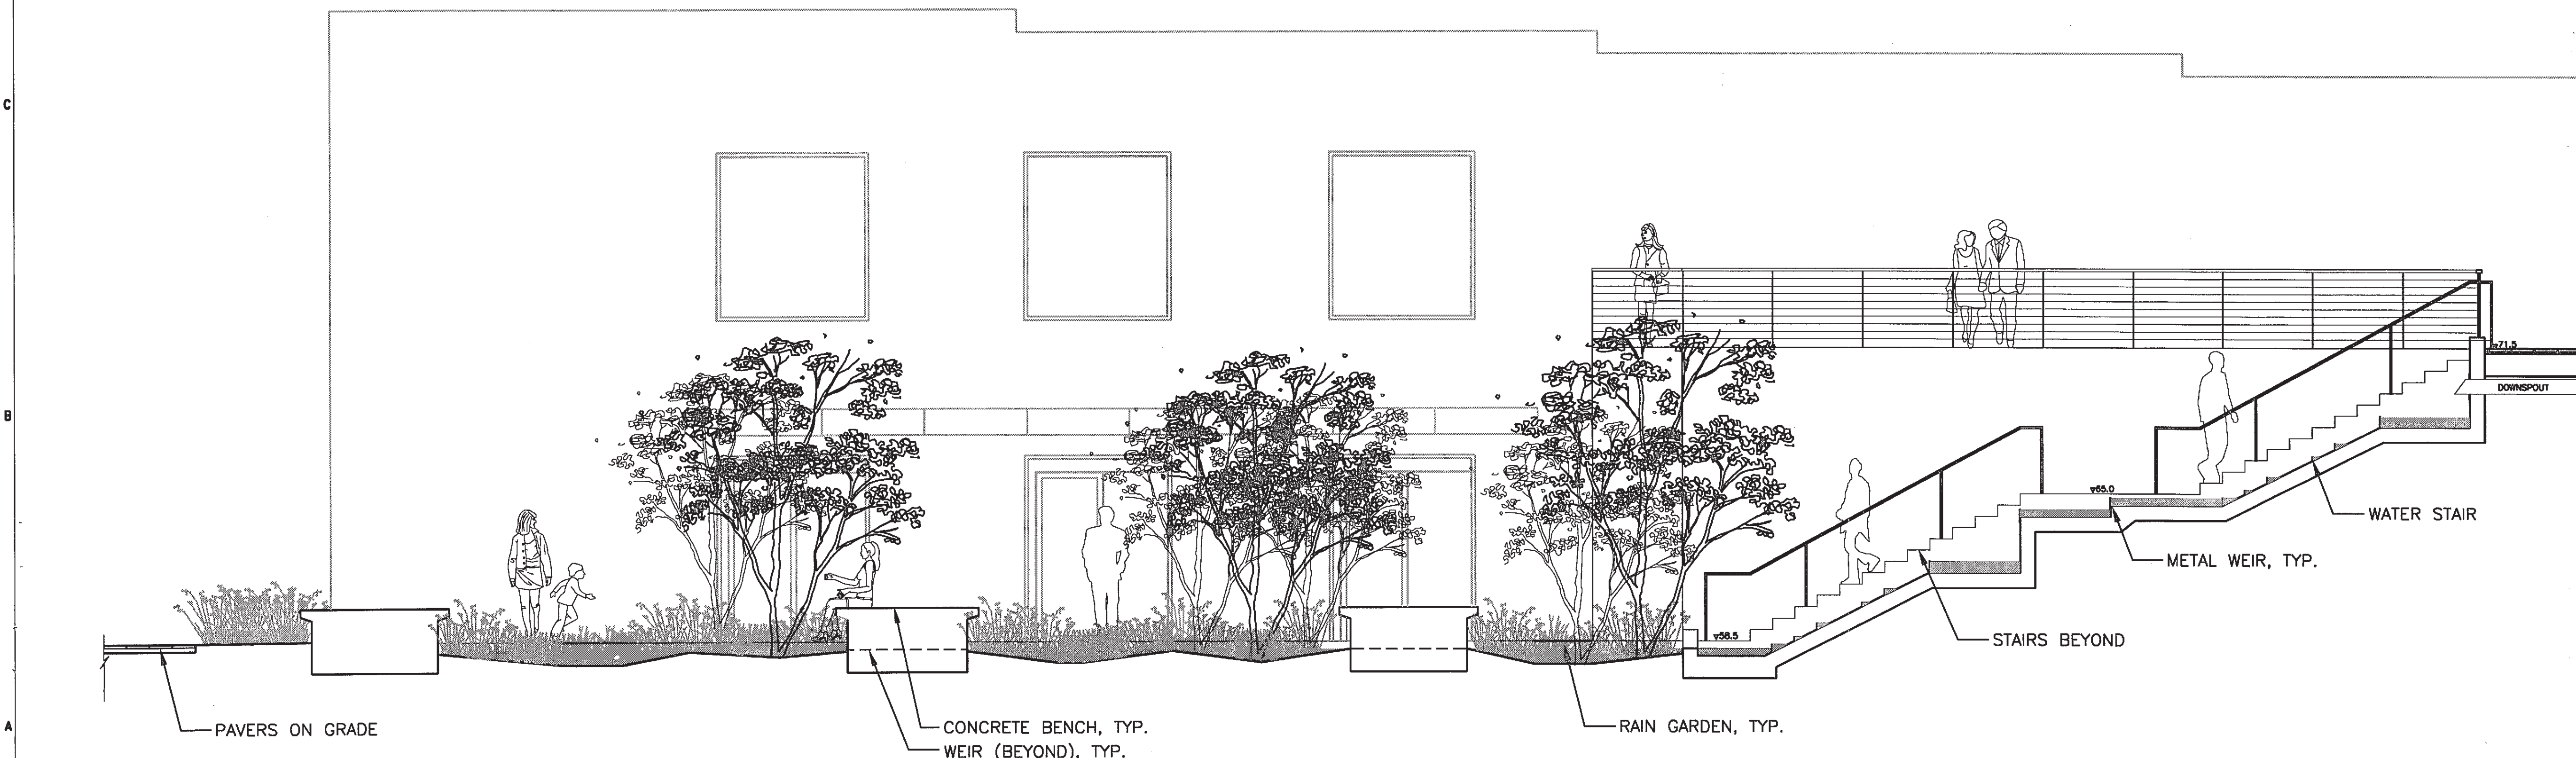 C
71.5
DOWNSPOUT
B
65.0
WATER STAIR
METAL WEIR, TYP.
STAIRS BEYOND
58.5
A
PAVERS ON GRADE
CONCRETE BENCH, TYP.
WEIR (BEYOND), TYP.
RAIN GARDEN, TYP.